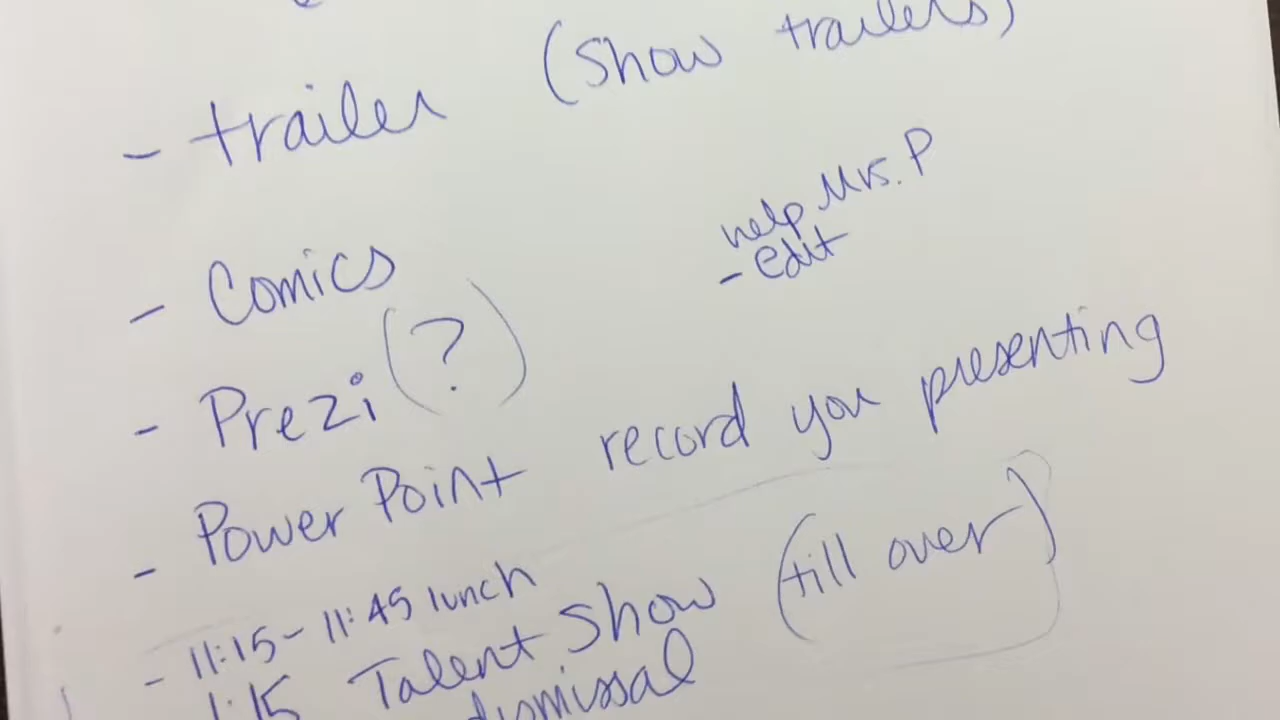 - trailer (Show trailers)
help Mrs. P
- edit
- Comics
- Prezi (?)
- Power Point record you presenting
- 11:15 - 11:45 lunch
1:15 Talent Show (till over)
dismissal